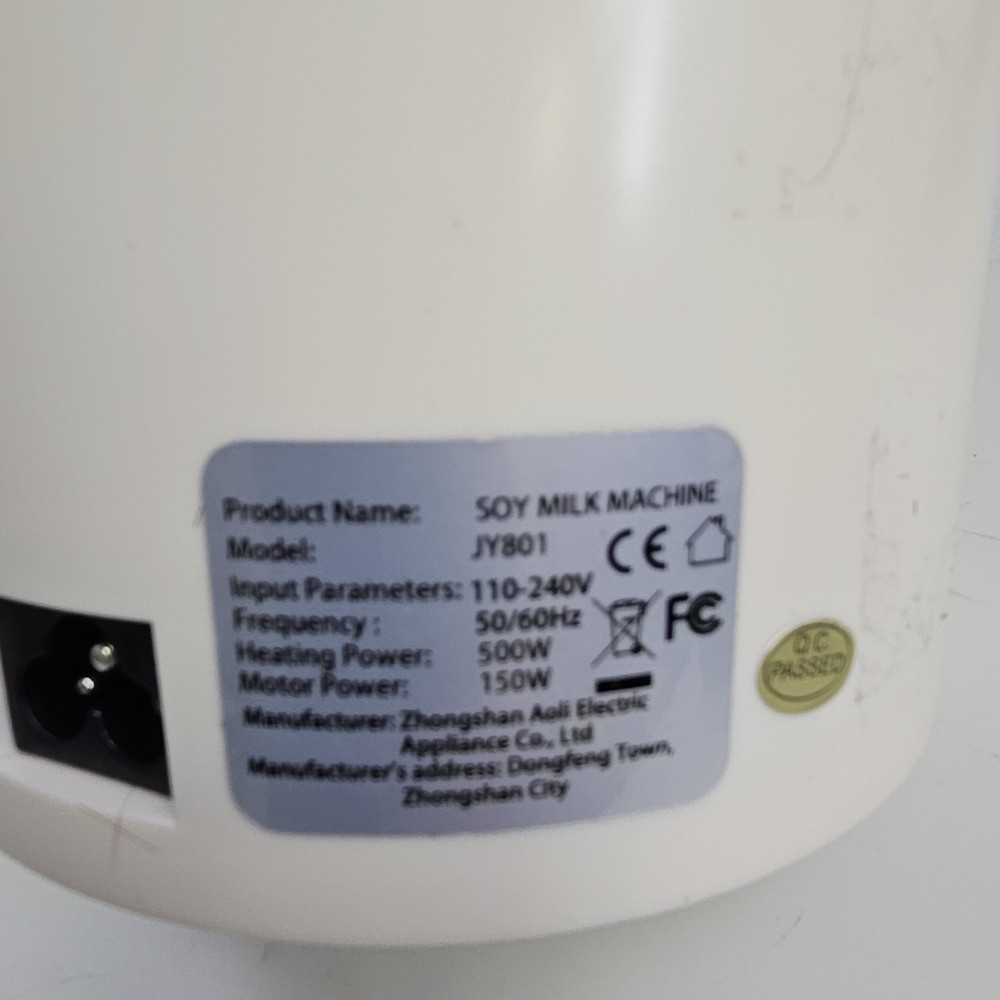 Product Name: SOY MILK MACHINE
Model: JY801
CE
Input Parameters: 110-240V
Frequency : 50/60Hz
FC
Heating Power: 500W
Motor Power: 150W
Manufacturer: Zhongshan Aoli Electric
Appliance Co., Ltd
Manufacturer's address: Dongfeng Town,
Zhongshan City
Q.C.
PASSED